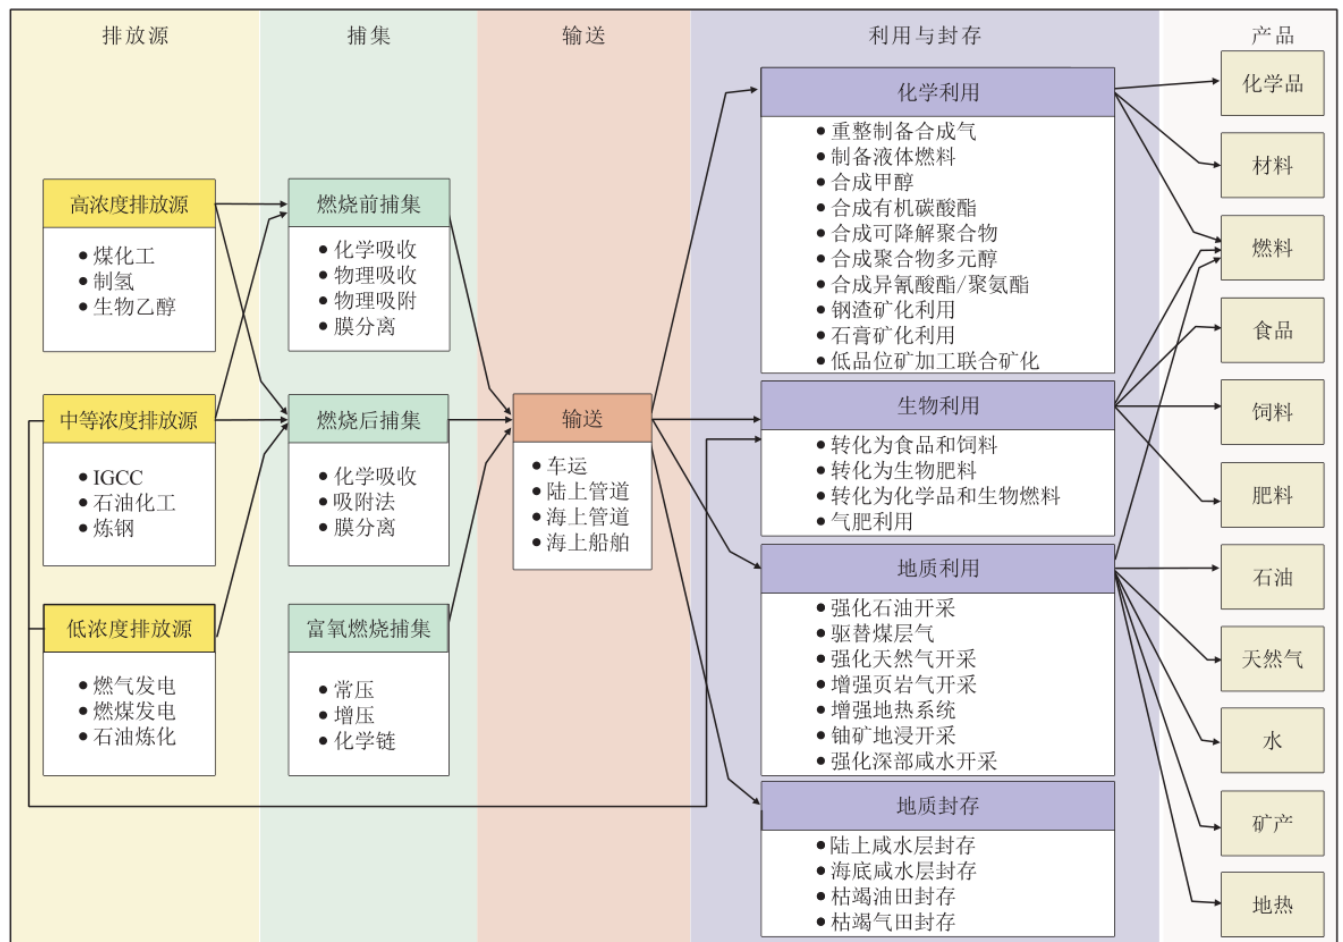 排放源
捕集
输送
利用与封存
产品
高浓度排放源
● 煤化工
● 制氢
● 生物乙醇
中等浓度排放源
● IGCC
● 石油化工
● 炼钢
低浓度排放源
● 燃气发电
● 燃煤发电
● 石油炼化
燃烧前捕集
● 化学吸收
● 物理吸收
● 物理吸附
● 膜分离
燃烧后捕集
● 化学吸收
● 吸附法
● 膜分离
富氧燃烧捕集
● 常压
● 增压
● 化学链
输送
● 车运
● 陆上管道
● 海上管道
● 海上船舶
化学利用
● 重整制备合成气
● 制备液体燃料
● 合成甲醇
● 合成有机碳酸酯
● 合成可降解聚合物
● 合成聚合物多元醇
● 合成异氰酸酯/聚氨酯
● 钢渣矿化利用
● 石膏矿化利用
● 低品位矿加工联合矿化
生物利用
● 转化为食品和饲料
● 转化为生物肥料
● 转化为化学品和生物燃料
● 气肥利用
地质利用
● 强化石油开采
● 驱替煤层气
● 强化天然气开采
● 增强页岩气开采
● 增强地热系统
● 铀矿地浸开采
● 强化深部咸水开采
地质封存
● 陆上咸水层封存
● 海底咸水层封存
● 枯竭油田封存
● 枯竭气田封存
化学品
材料
燃料
食品
饲料
肥料
石油
天然气
水
矿产
地热